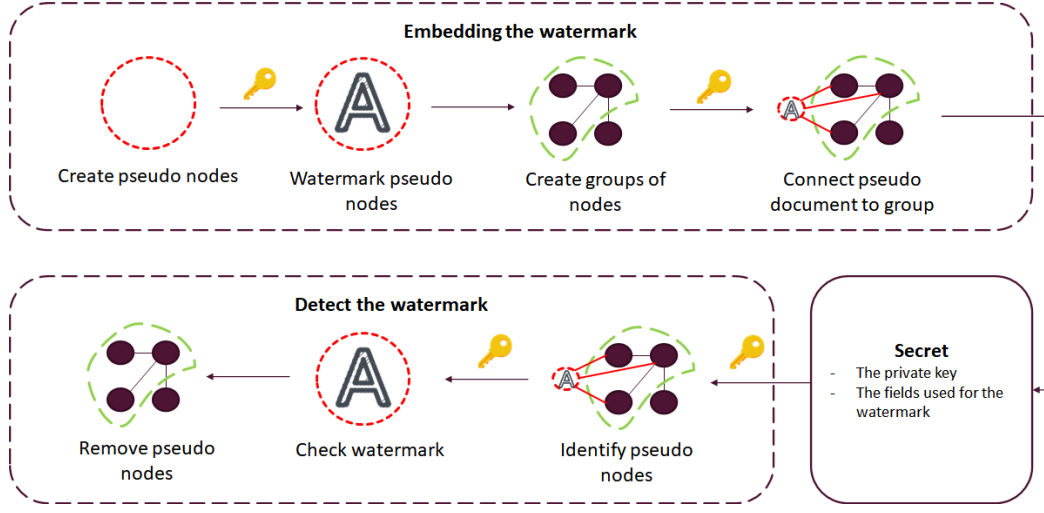 Embedding the watermark
Create pseudo nodes
Watermark pseudo
nodes
Create groups of
nodes
A
Connect pseudo
document to group
A
Detect the watermark
Remove pseudo
nodes
A
Check watermark
A
Identify pseudo
nodes
Secret
- The private key
- The fields used for the
watermark